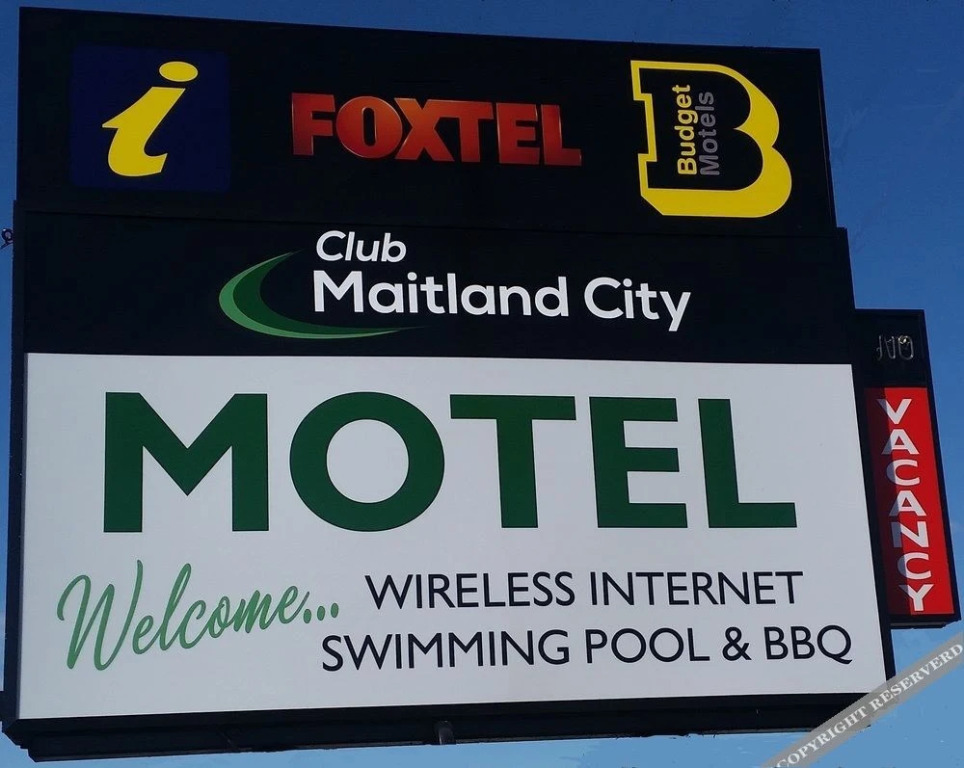 i
FOXTEL
Budget
Motels
B
Club
Maitland City
MOTEL
Welcome...
WIRELESS INTERNET
SWIMMING POOL & BBQ
VACANCY
COPYRIGHT RESERVERD